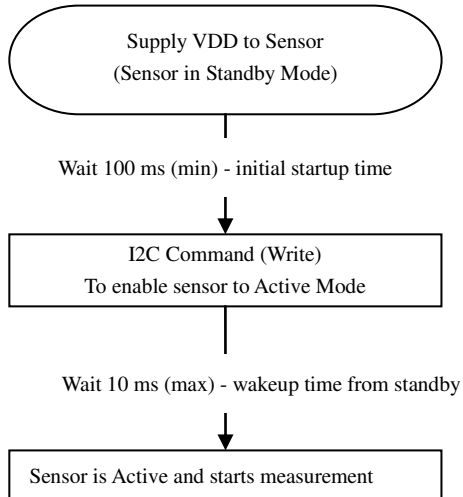 Supply VDD to Sensor
(Sensor in Standby Mode)
Wait 100 ms (min) - initial startup time
I2C Command (Write)
To enable sensor to Active Mode
Wait 10 ms (max) - wakeup time from standby
Sensor is Active and starts measurement